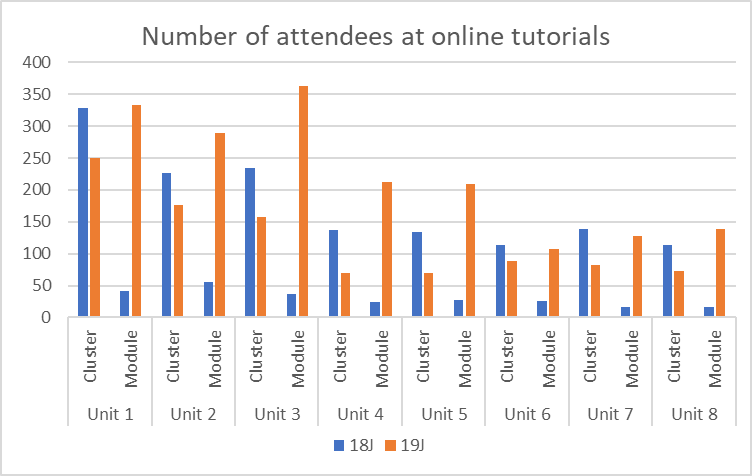 Number of attendees at online tutorials
400
350
300
250
200
150
100
50
0
Cluster Module Cluster Module Cluster Module Cluster Module Cluster Module Cluster Module Cluster Module Cluster Module
Unit 1 Unit 2 Unit 3 Unit 4 Unit 5 Unit 6 Unit 7 Unit 8
18J 19J